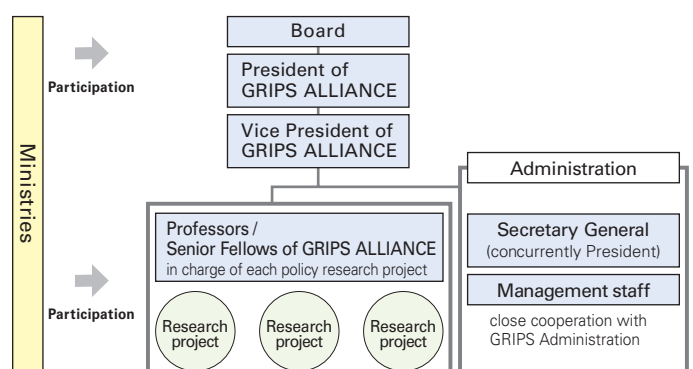 Ministries
Participation
Board
President of
GRIPS ALLIANCE
Vice President of
GRIPS ALLIANCE
Participation
Professors /
Senior Fellows of GRIPS ALLIANCE
in charge of each policy research project
Research
project
Research
project
Research
project
Administration
Secretary General
(concurrently President)
Management staff
close cooperation with
GRIPS Administration